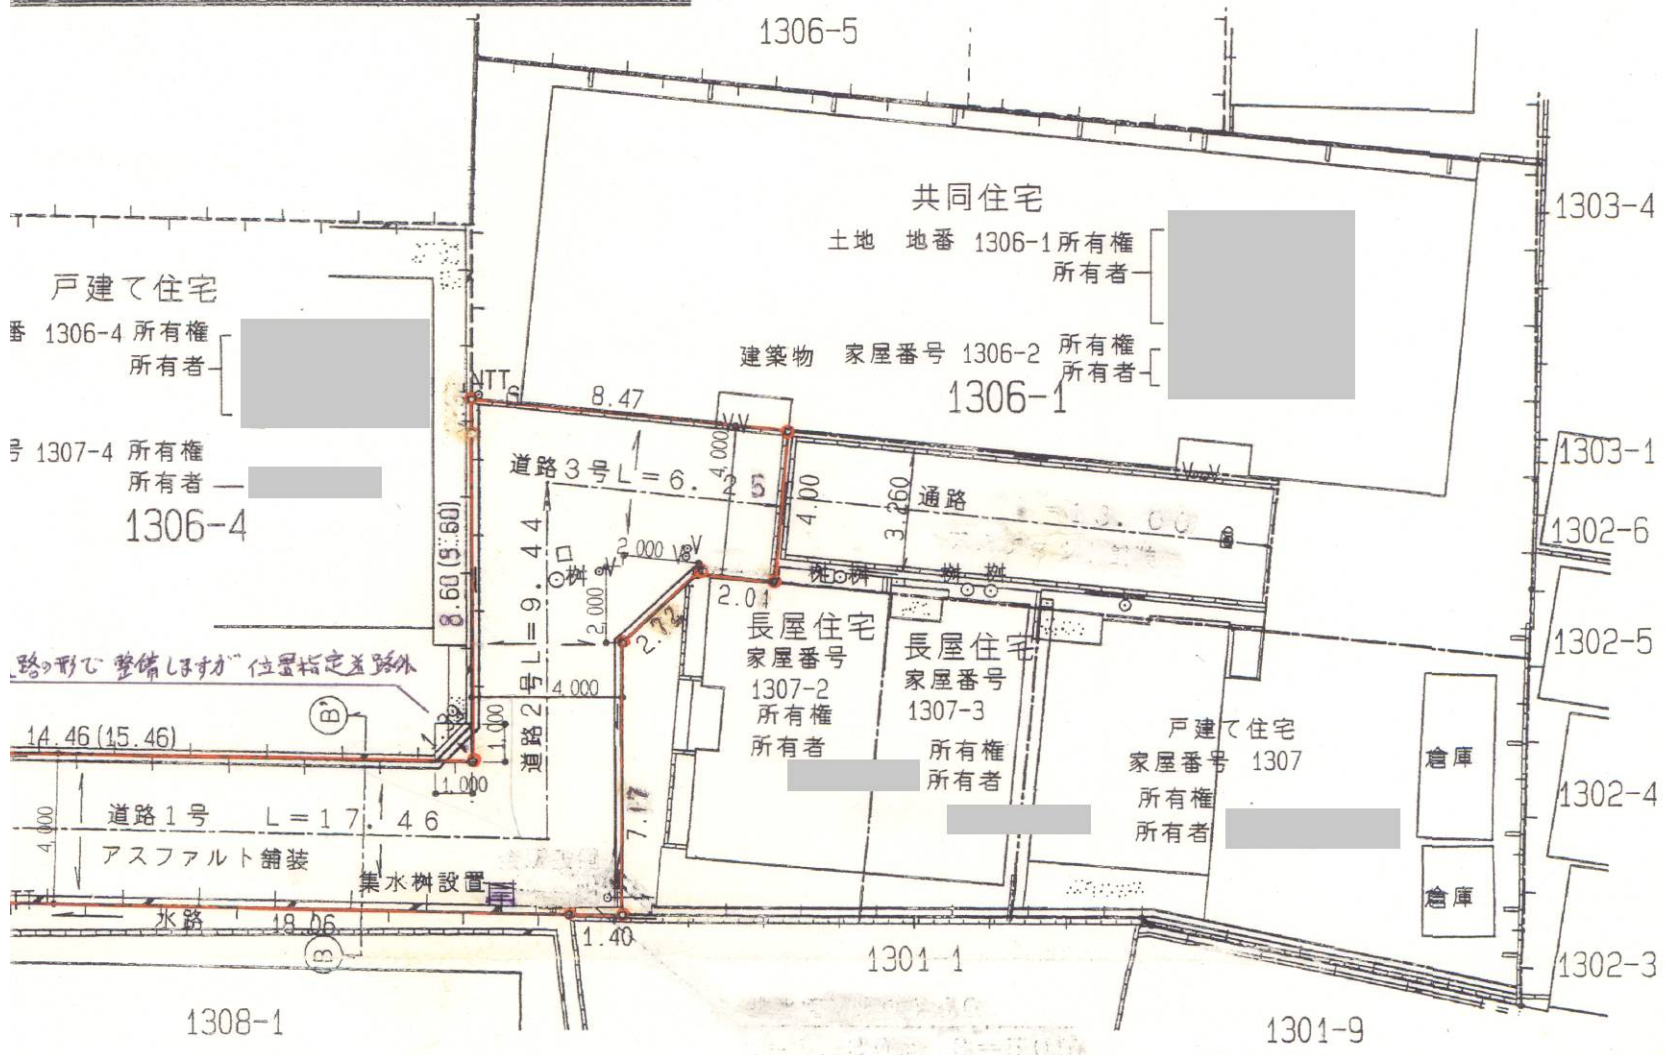 1306-5
共同住宅
土地 地番 1306-1 所有権
所有者
1303-4
戸建て住宅
番 1306-4 所有権
所有者
建築物 家屋番号 1306-2 所有権
所有者
1306-1
NTT
8.47
号 1307-4 所有権
所有者
1306-4
1303-1
道路3号L=6.25
4,000
4.00
3.260
通路
1302-6
8.60(9.60)
道路2号L=9.44
2.000
2.000
桝
桝 桝
桝 桝
2.01
2.72
長屋住宅
家屋番号
1307-2
所有権
所有者
長屋住宅
家屋番号
1307-3
所有権
所有者
1302-5
路の形で整備しますが 位置指定道路外
4.000
B'
14.46(15.46)
1.000
1.000
戸建て住宅
家屋番号 1307
所有権
所有者
倉庫
1302-4
道路1号 L=17.46
4,000
アスファルト舗装
集水桝設置
7.17
倉庫
水路 18.06
B
1.40
1301-1
1302-3
1308-1
1301-9